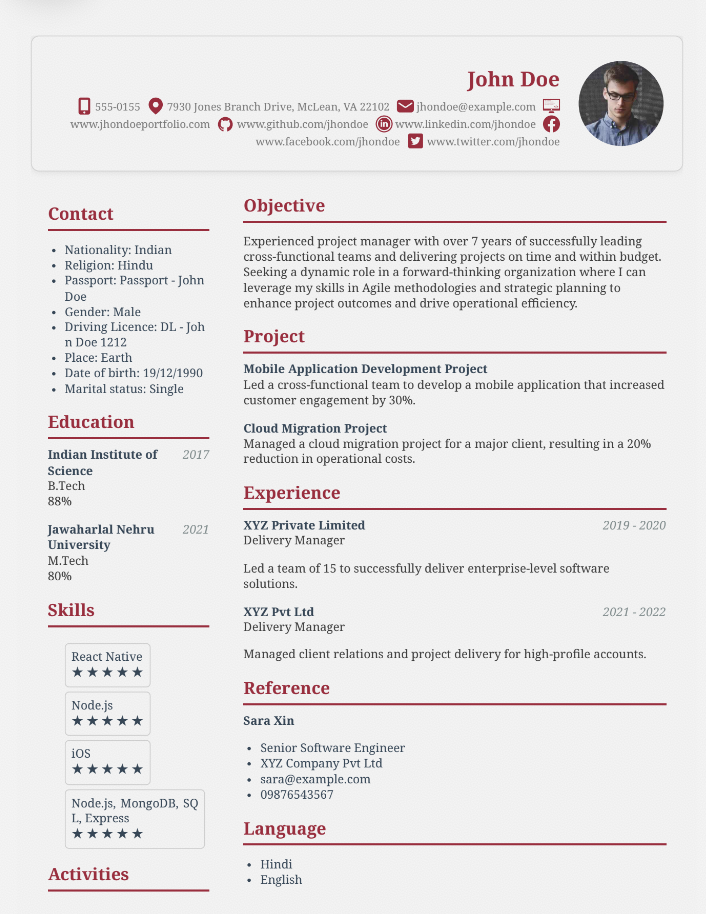 John Doe
555-0155 7930 Jones Branch Drive, McLean, VA 22102 jhondoe@example.com
www.jhondoeportfolio.com www.github.com/jhondoe www.linkedin.com/jhondoe
www.facebook.com/jhondoe www.twitter.com/jhondoe
Contact
• Nationality: Indian
• Religion: Hindu
• Passport: Passport - John
Doe
• Gender: Male
• Driving Licence: DL - Joh
n Doe 1212
• Place: Earth
• Date of birth: 19/12/1990
• Marital status: Single
Education
Indian Institute of 2017
Science
B.Tech
88%
Jawaharlal Nehru 2021
University
M.Tech
80%
Skills
React Native
★★★★★
Node.js
★★★★★
iOS
★★★★★
Node.js, MongoDB, SQ
L, Express
★★★★★
Activities
Objective
Experienced project manager with over 7 years of successfully leading
cross-functional teams and delivering projects on time and within budget.
Seeking a dynamic role in a forward-thinking organization where I can
leverage my skills in Agile methodologies and strategic planning to
enhance project outcomes and drive operational efficiency.
Project
Mobile Application Development Project
Led a cross-functional team to develop a mobile application that increased
customer engagement by 30%.
Cloud Migration Project
Managed a cloud migration project for a major client, resulting in a 20%
reduction in operational costs.
Experience
XYZ Private Limited 2019 - 2020
Delivery Manager
Led a team of 15 to successfully deliver enterprise-level software
solutions.
XYZ Pvt Ltd 2021 - 2022
Delivery Manager
Managed client relations and project delivery for high-profile accounts.
Reference
Sara Xin
• Senior Software Engineer
• XYZ Company Pvt Ltd
• sara@example.com
• 09876543567
Language
• Hindi
• English